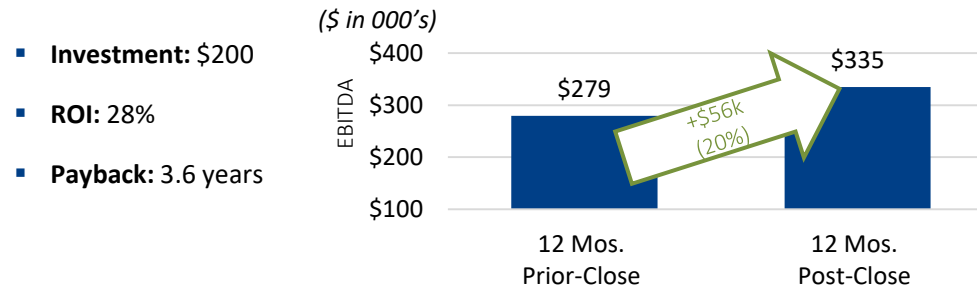 ($ in 000’s)
▪ Investment: $200
▪ ROI: 28%
▪ Payback: 3.6 years
EBITDA
$400
$300
$200
$100
$279
+$56k
(20%)
$335
12 Mos.
Prior-Close
12 Mos.
Post-Close